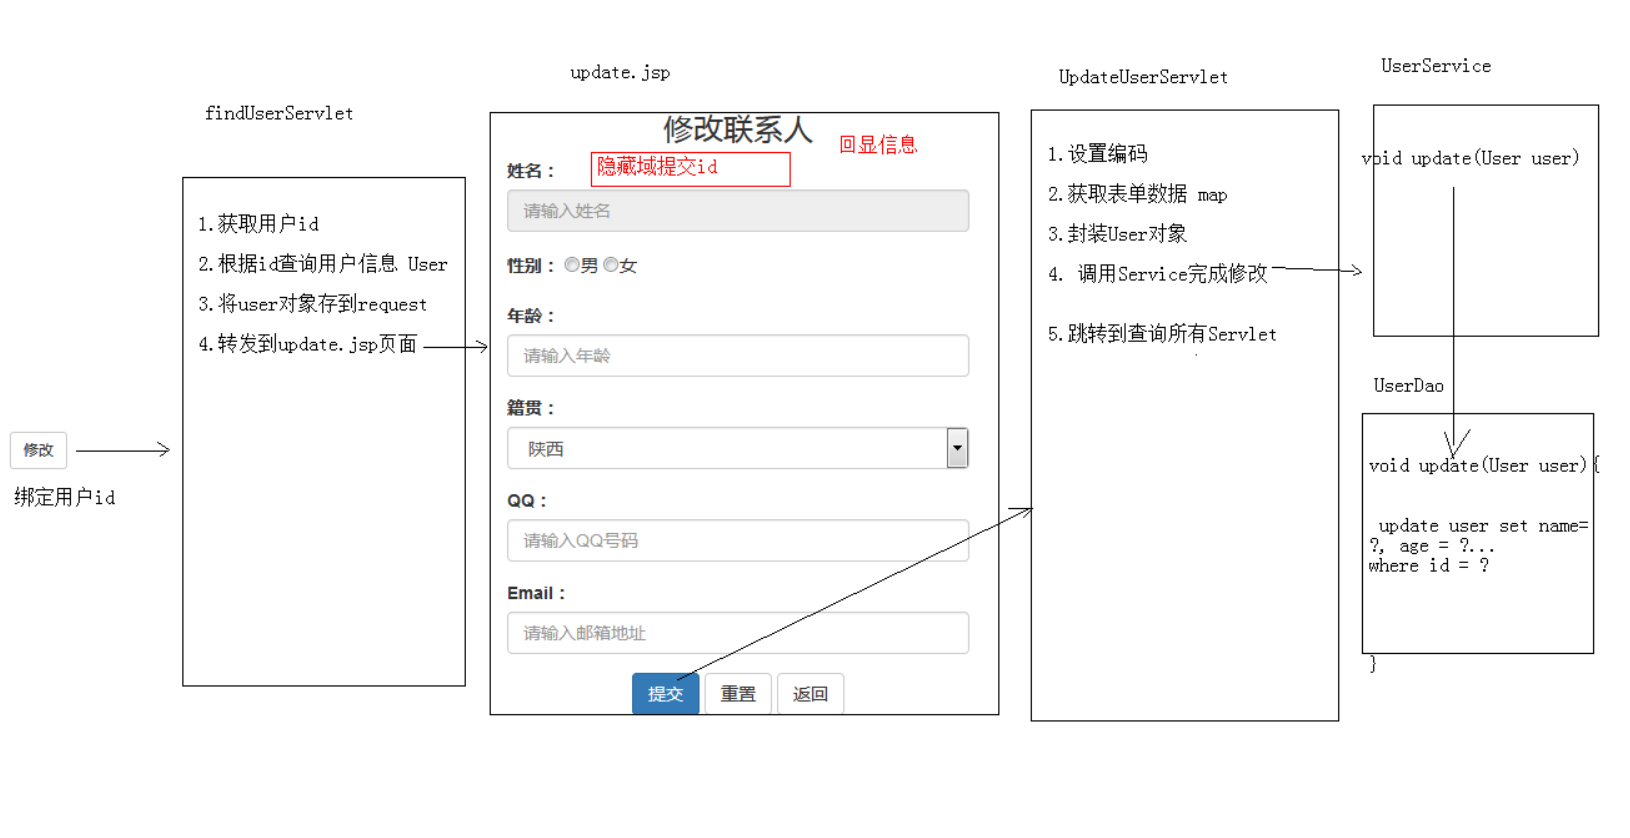 修改
绑定用户id
findUserServlet
1.获取用户id
2.根据id查询用户信息 User
3.将user对象存到request
4.转发到update.jsp页面
update.jsp
修改联系人
回显信息
姓名：
隐藏域提交id
请输入姓名
性别：男女
年龄：
请输入年龄
籍贯：
陕西
QQ：
请输入QQ号码
Email：
请输入邮箱地址
提交 重置 返回
UpdateUserServlet
1.设置编码
2.获取表单数据 map
3.封装User对象
4. 调用Service完成修改
5.跳转到查询所有Servlet
UserService
void update(User user)
UserDao
void update(User user){
update user set name=
?, age = ?...
where id = ?
}